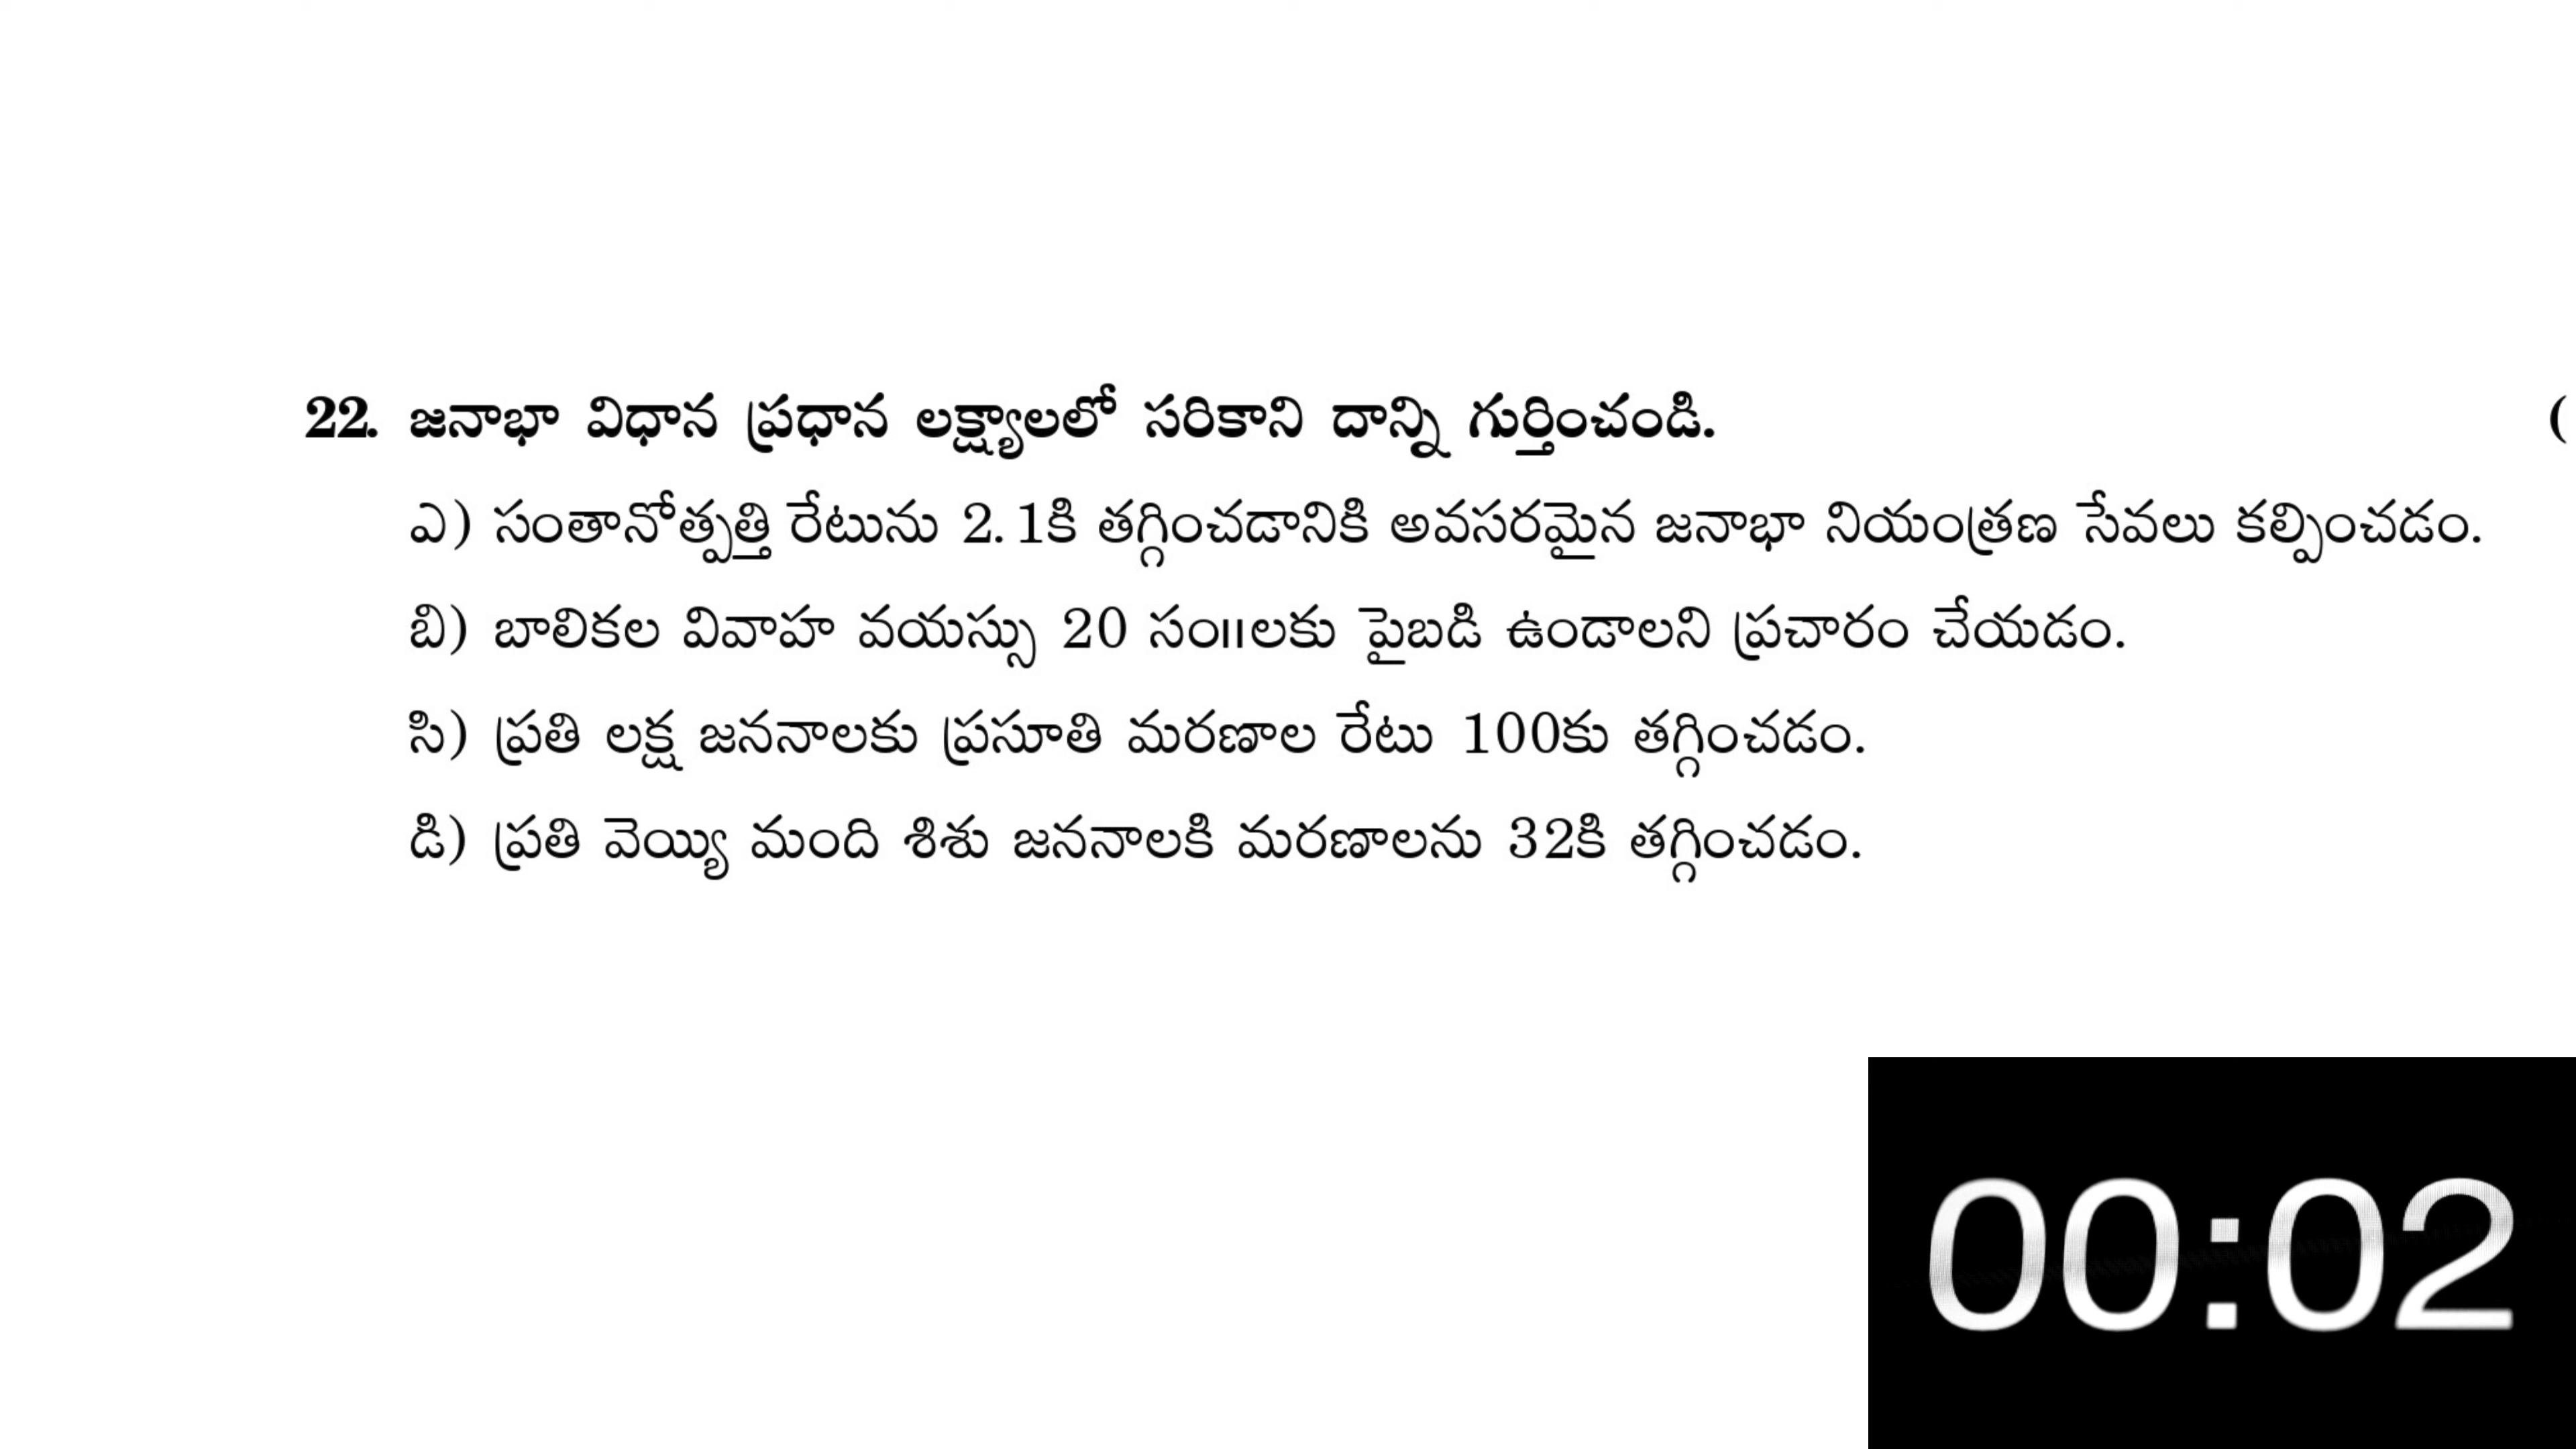 22. జనాభా విధాన ప్రధాన లక్ష్యాలలో సరికాని దాన్ని గుర్తించండి. (
ఎ) సంతానోత్పత్తి రేటును 2.1కి తగ్గించడానికి అవసరమైన జనాభా నియంత్రణ సేవలు కల్పించడం.
బి) బాలికల వివాహ వయస్సు 20 సం॥లకు పైబడి ఉండాలని ప్రచారం చేయడం.
సి) ప్రతి లక్ష జననాలకు ప్రసూతి మరణాల రేటు 100కు తగ్గించడం.
డి) ప్రతి వెయ్యి మంది శిశు జననాలకి మరణాలను 32కి తగ్గించడం.
00:02